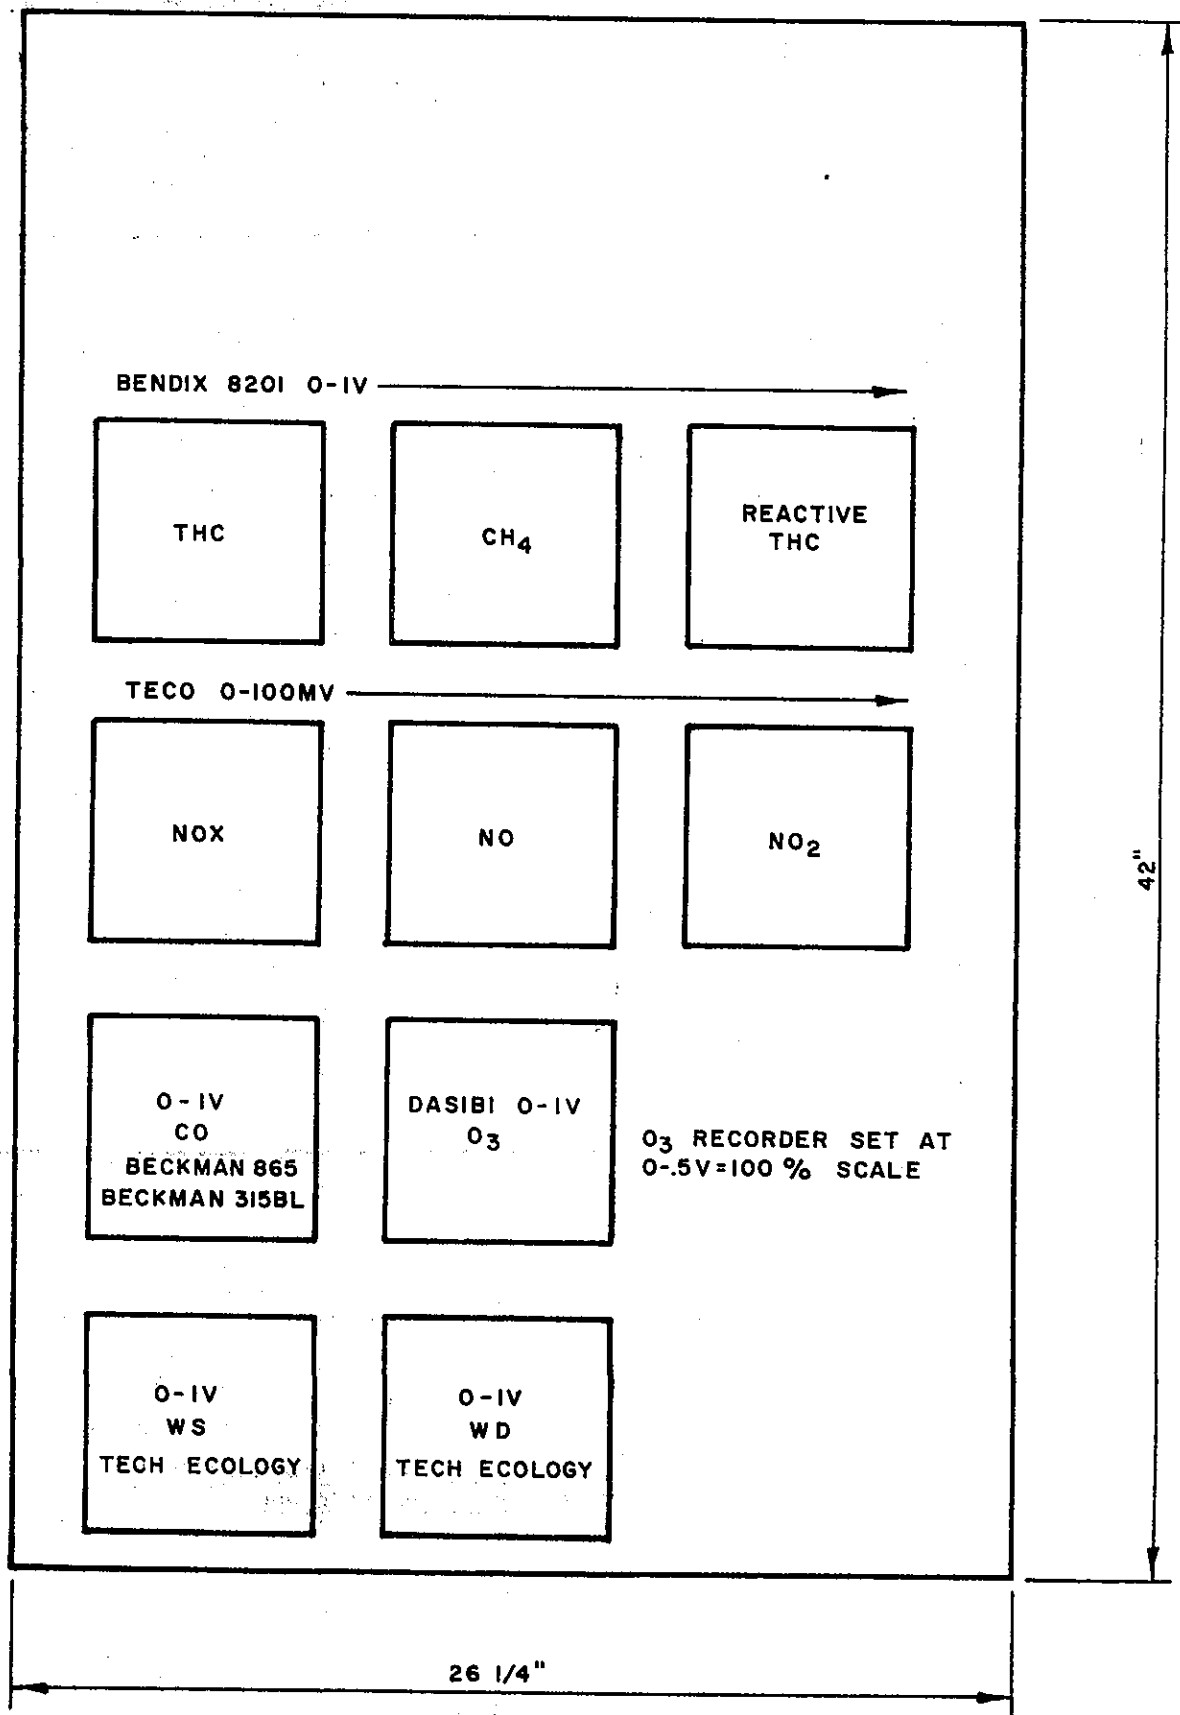 BENDIX 8201 0-1V
THC
CH4
REACTIVE
THC
TECO 0-100MV
NOX
NO
NO2
42"
0-1V
CO
BECKMAN 865
BECKMAN 315BL
DASIBI 0-1V
O3
O3 RECORDER SET AT
0-.5V=100 % SCALE
0-1V
WS
TECH ECOLOGY
0-1V
WD
TECH ECOLOGY
26 1/4"